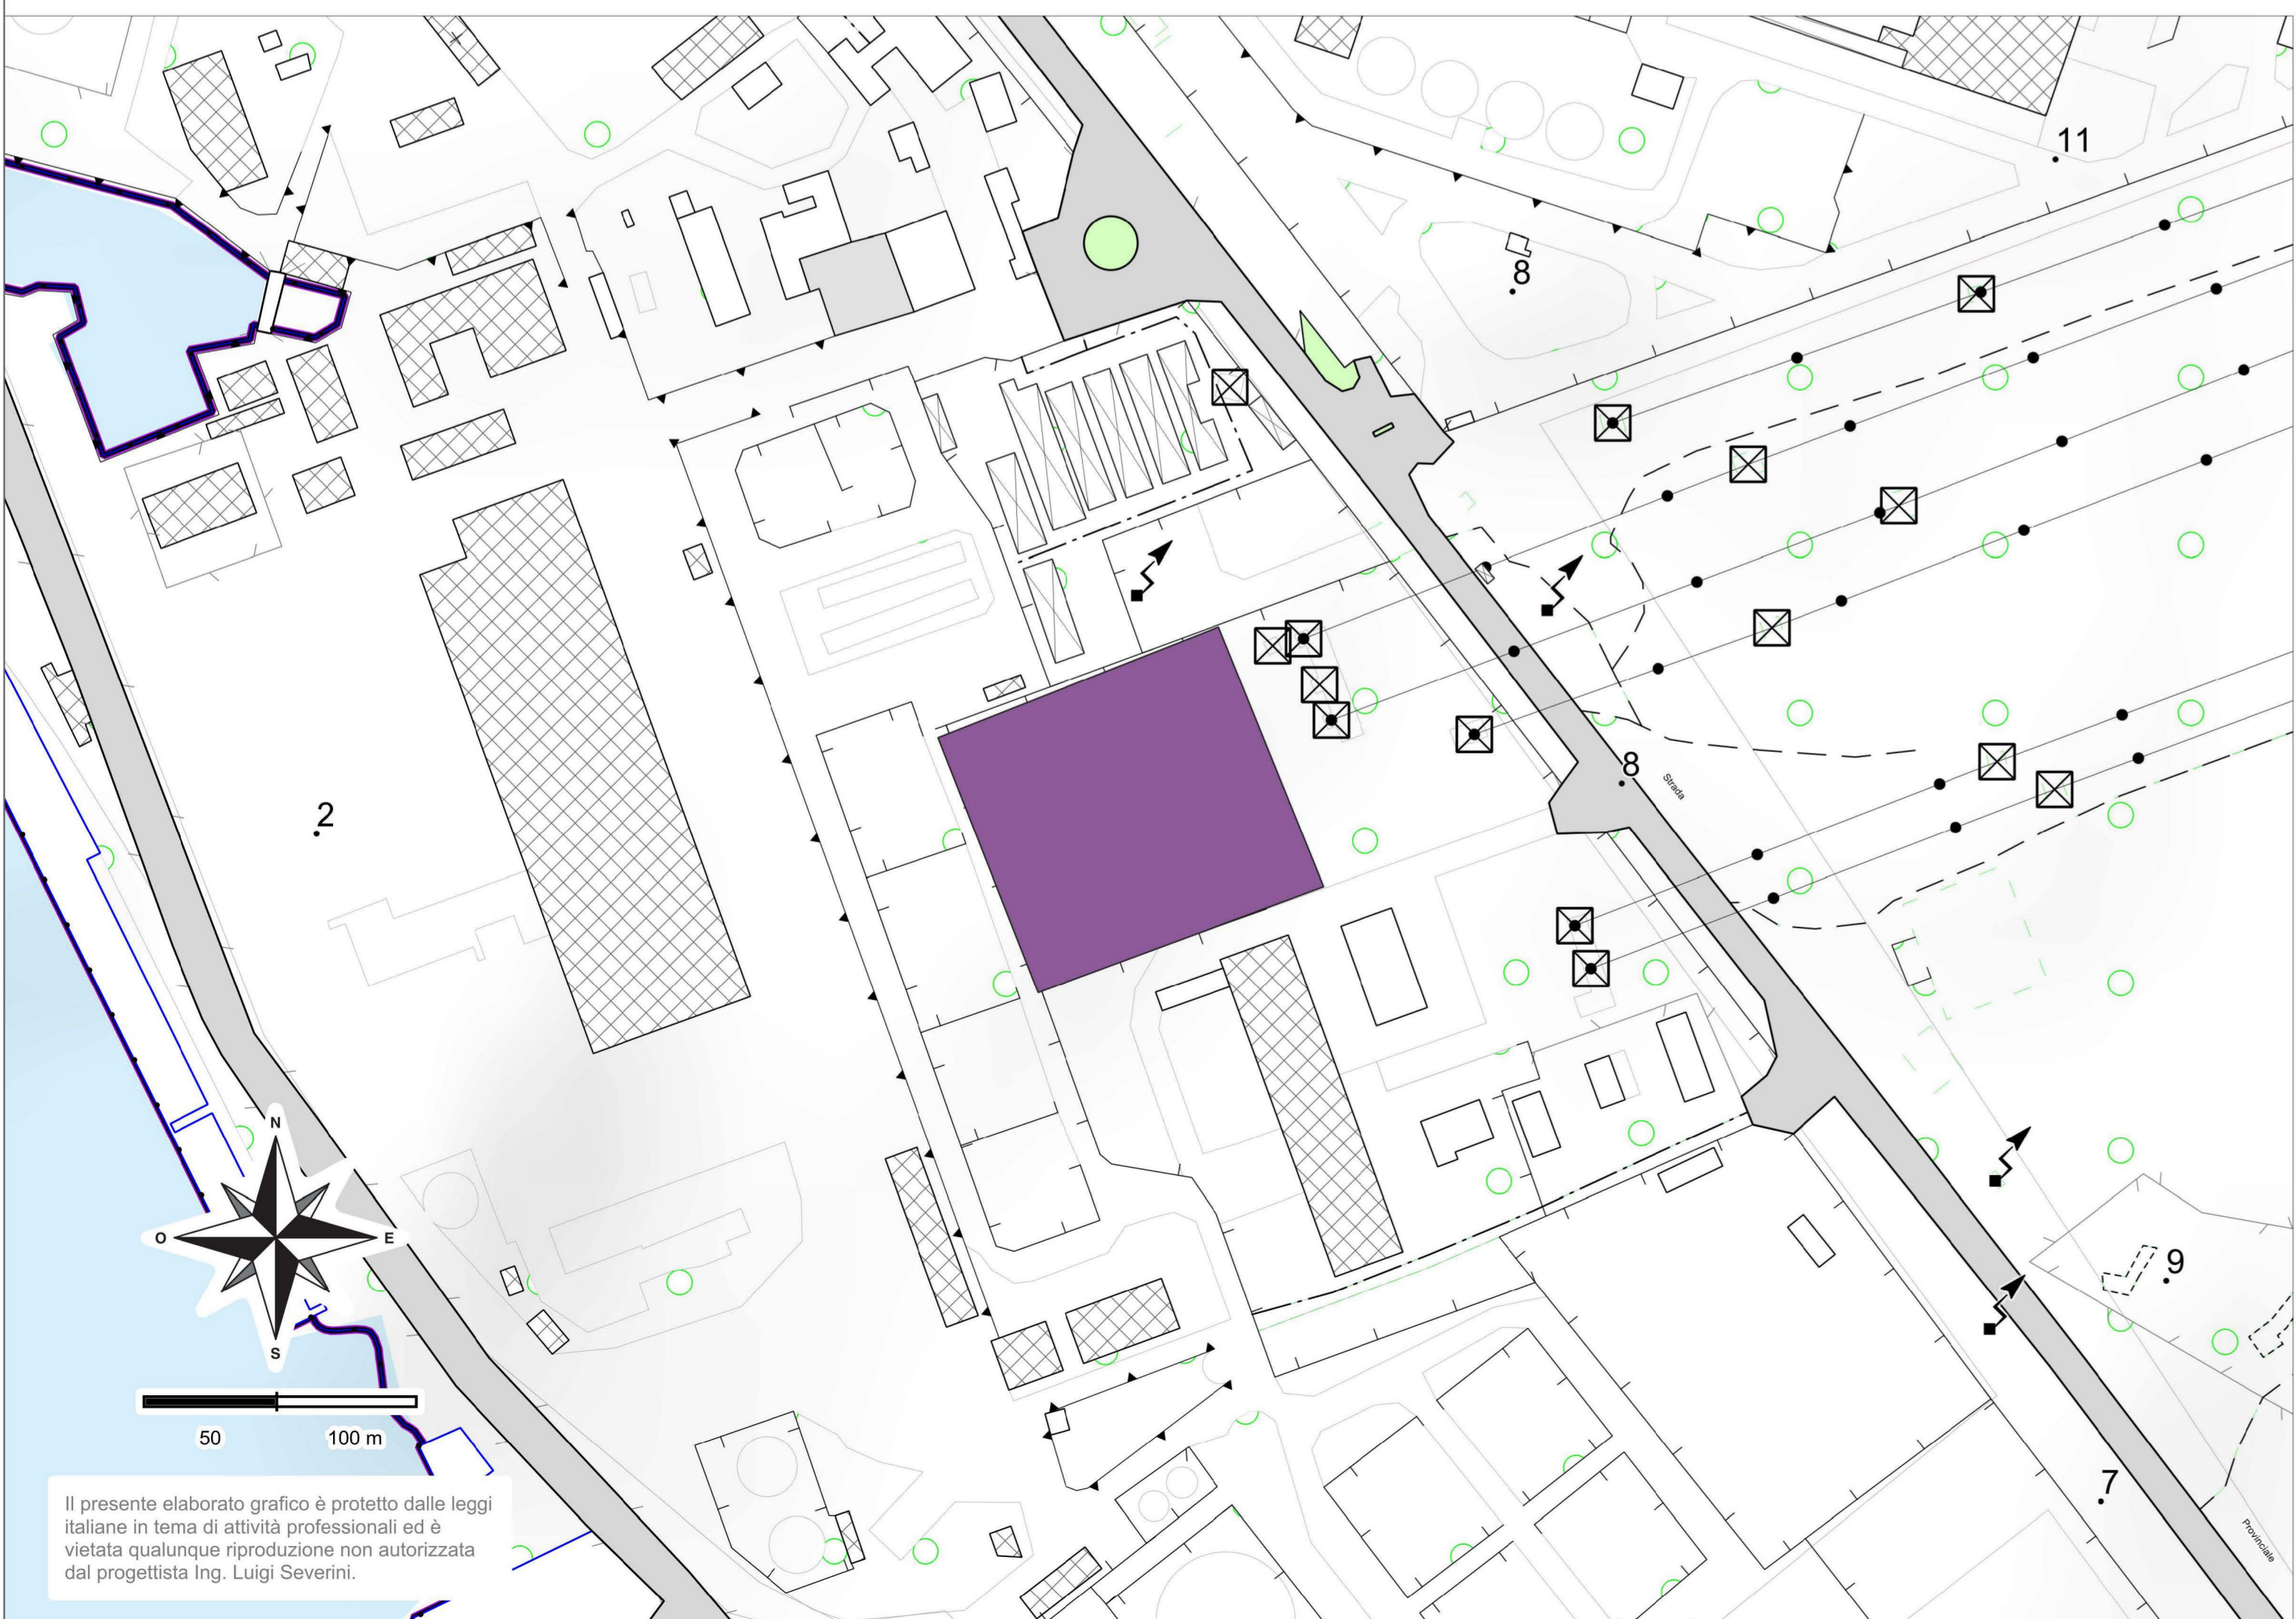 11
8
8
Strada
2
N
O
E
S
9
50
100 m
7
Provinciale
Il presente elaborato grafico è protetto dalle leggi
italiane in tema di attività professionali ed è
vietata qualunque riproduzione non autorizzata
dal progettista Ing. Luigi Severini.